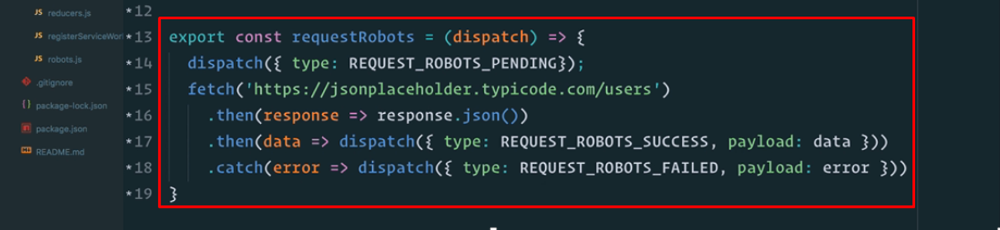 reducers.js
registerServiceWor
robots.js
.gitignore
package-lock.json
package.json
README.md
*12
*13 export const requestRobots = (dispatch) => {
*14 dispatch({ type: REQUEST_ROBOTS_PENDING});
*15 fetch('https://jsonplaceholder.typicode.com/users')
*16 .then(response => response.json())
*17 .then(data => dispatch({ type: REQUEST_ROBOTS_SUCCESS, payload: data }))
*18 .catch(error => dispatch({ type: REQUEST_ROBOTS_FAILED, payload: error }))
*19 }